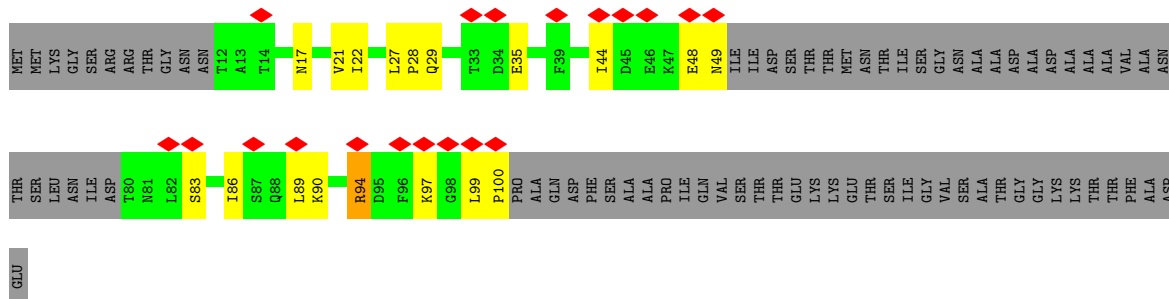 MET MET LYS GLY SER ARG ARG THR GLY ASN ASN T12 A13 T14 N17 V21 I22 L27 P28 Q29 T33 D34 E35 F39 I44 D45 E46 K47 E48 N49 ILE ILE ASP SER THR THR MET ASN THR ILE SER GLY ASN ALA ALA ASP ALA ASP ALA ALA ALA VAL ALA ASN
THR SER LEU ASN ILE ASP T80 N81 L82 S83 I86 S87 Q88 L89 K90 R94 D95 F96 K97 G98 L99 P100 PRO ALA GLN ASP PHE SER ALA ALA PRO ILE GLN VAL SER THR THR GLU LYS LYS GLU THR SER ILE GLY VAL SER ALA THR GLY GLY LYS LYS THR THR PHE ALA ASP
GLU